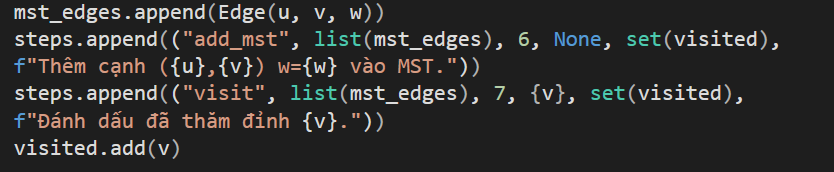 mst_edges.append(Edge(u, v, w))
steps.append(("add_mst", list(mst_edges), 6, None, set(visited),
f"Thêm cạnh ({u},{v}) w={w} vào MST."))
steps.append(("visit", list(mst_edges), 7, {v}, set(visited),
f"Đánh dấu đã thăm đỉnh {v}."))
visited.add(v)